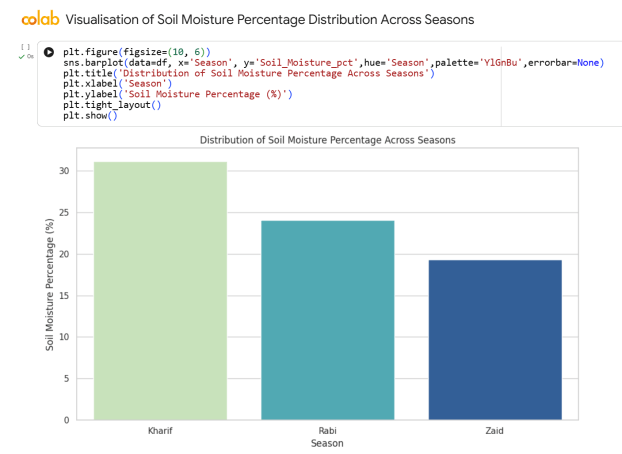 colab Visualisation of Soil Moisture Percentage Distribution Across Seasons
[ ]
✓ 0s
plt.figure(figsize=(10, 6))
sns.barplot(data=df, x='Season', y='Soil_Moisture_pct',hue='Season',palette='YlGnBu',errorbar=None)
plt.title('Distribution of Soil Moisture Percentage Across Seasons')
plt.xlabel('Season')
plt.ylabel('Soil Moisture Percentage (%)')
plt.tight_layout()
plt.show()
Distribution of Soil Moisture Percentage Across Seasons
Soil Moisture Percentage (%)
30
25
20
15
10
5
0
Kharif Rabi Zaid
Season